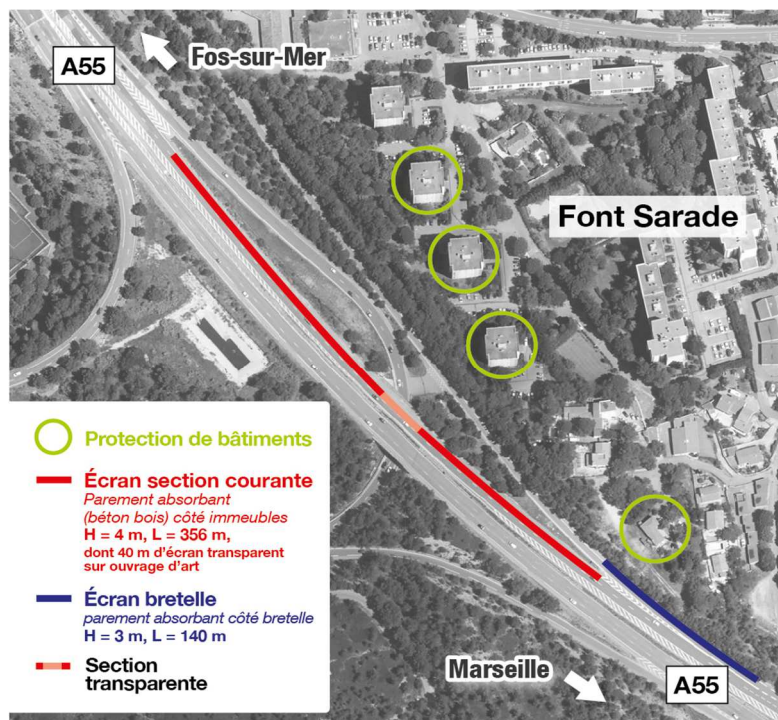 A55
Fos-sur-Mer
Font Sarade
Protection de bâtiments
Écran section courante
Parement absorbant
(béton bois) côté immeubles
H = 4 m, L = 356 m,
dont 40 m d’écran transparent
sur ouvrage d’art
Écran bretelle
parement absorbant côté bretelle
H = 3 m, L = 140 m
Section
transparente
Marseille
A55